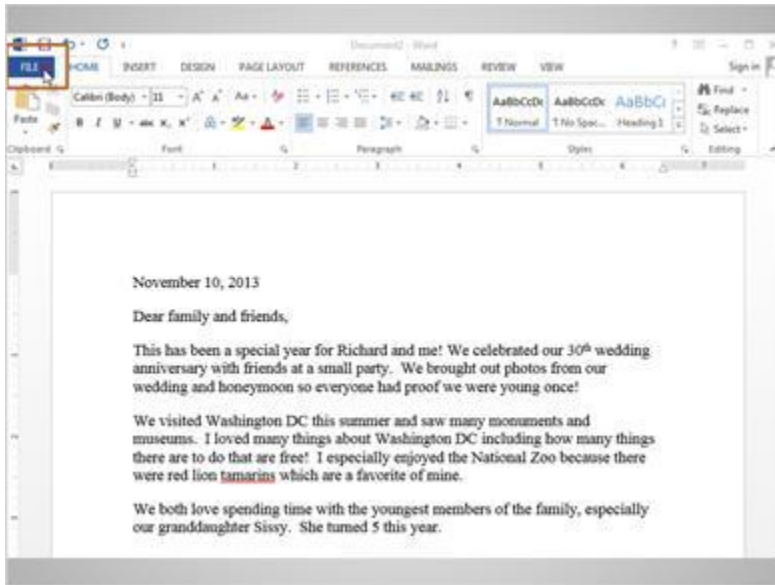 Document2 - Word
FILE HOME INSERT DESIGN PAGE LAYOUT REFERENCES MAILINGS REVIEW VIEW Sign in
Calibri (Body) 11 Find
Paste AaBbCcDc AaBbCcDc AaBbCc Replace
¶ Normal ¶ No Spac... Heading 1 Select
Clipboard Font Paragraph Styles Editing
November 10, 2013
Dear family and friends,
This has been a special year for Richard and me! We celebrated our 30th wedding
anniversary with friends at a small party. We brought out photos from our
wedding and honeymoon so everyone had proof we were young once!
We visited Washington DC this summer and saw many monuments and
museums. I loved many things about Washington DC including how many things
there are to do that are free! I especially enjoyed the National Zoo because there
were red lion tamarins which are a favorite of mine.
We both love spending time with the youngest members of the family, especially
our granddaughter Sissy. She turned 5 this year.